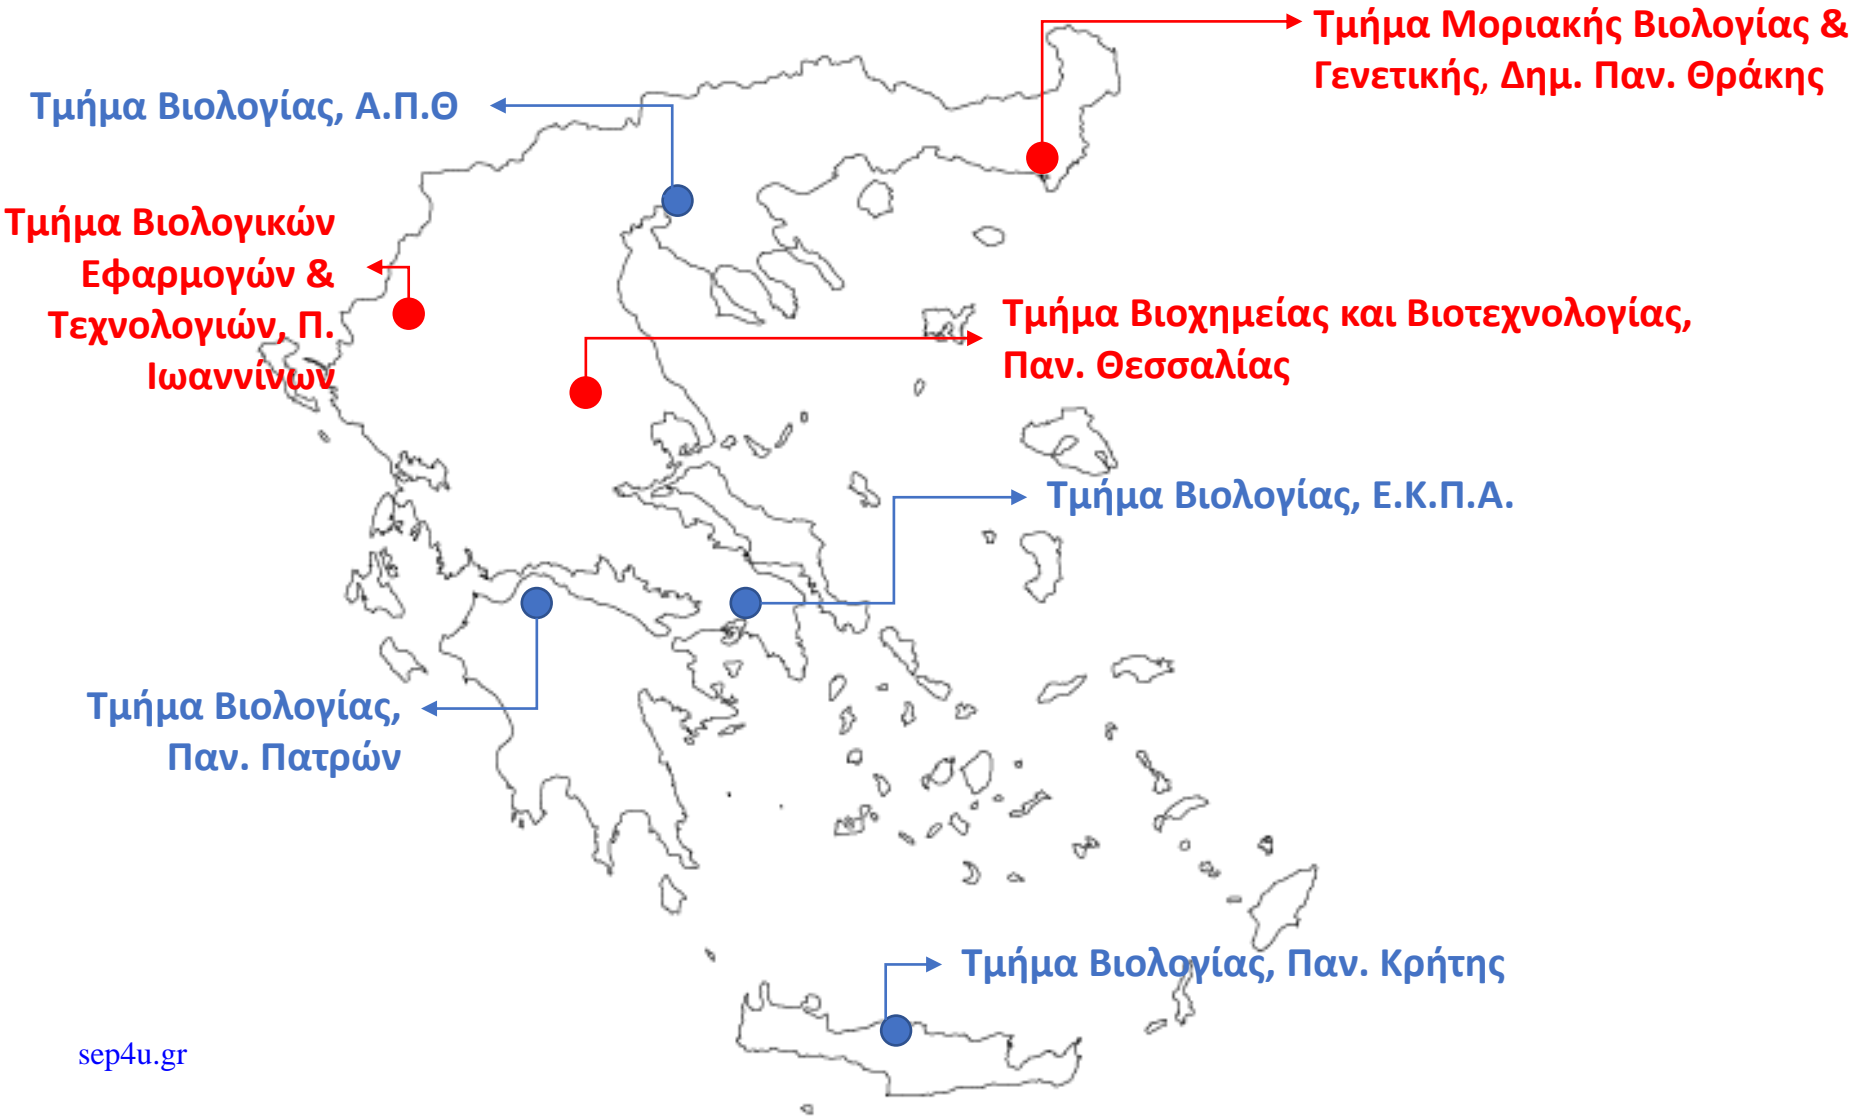 Τμήμα Μοριακής Βιολογίας &
Γενετικής, Δημ. Παν. Θράκης
Τμήμα Βιολογίας, Α.Π.Θ
Τμήμα Βιολογικών
Εφαρμογών &
Τεχνολογιών, Π.
Ιωαννίνων
Τμήμα Βιοχημείας και Βιοτεχνολογίας,
Παν. Θεσσαλίας
Τμήμα Βιολογίας, Ε.Κ.Π.Α.
Τμήμα Βιολογίας,
Παν. Πατρών
Τμήμα Βιολογίας, Παν. Κρήτης
sep4u.gr